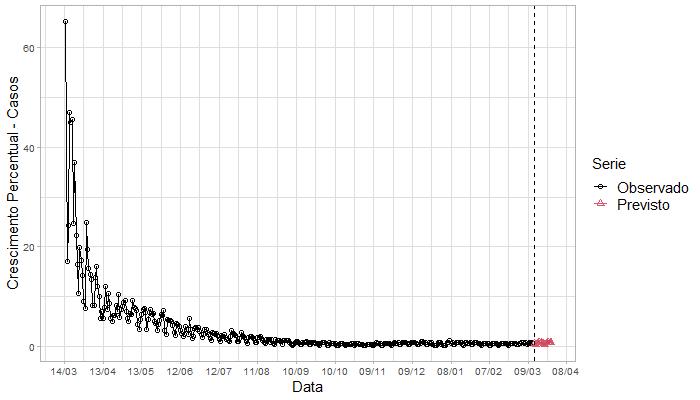 Crescimento Percentual - Casos
60
40
20
0
14/03 13/04 13/05 12/06 12/07 11/08 10/09 10/10 09/11 09/12 08/01 07/02 09/03 08/04
Data
Serie
Observado
Previsto